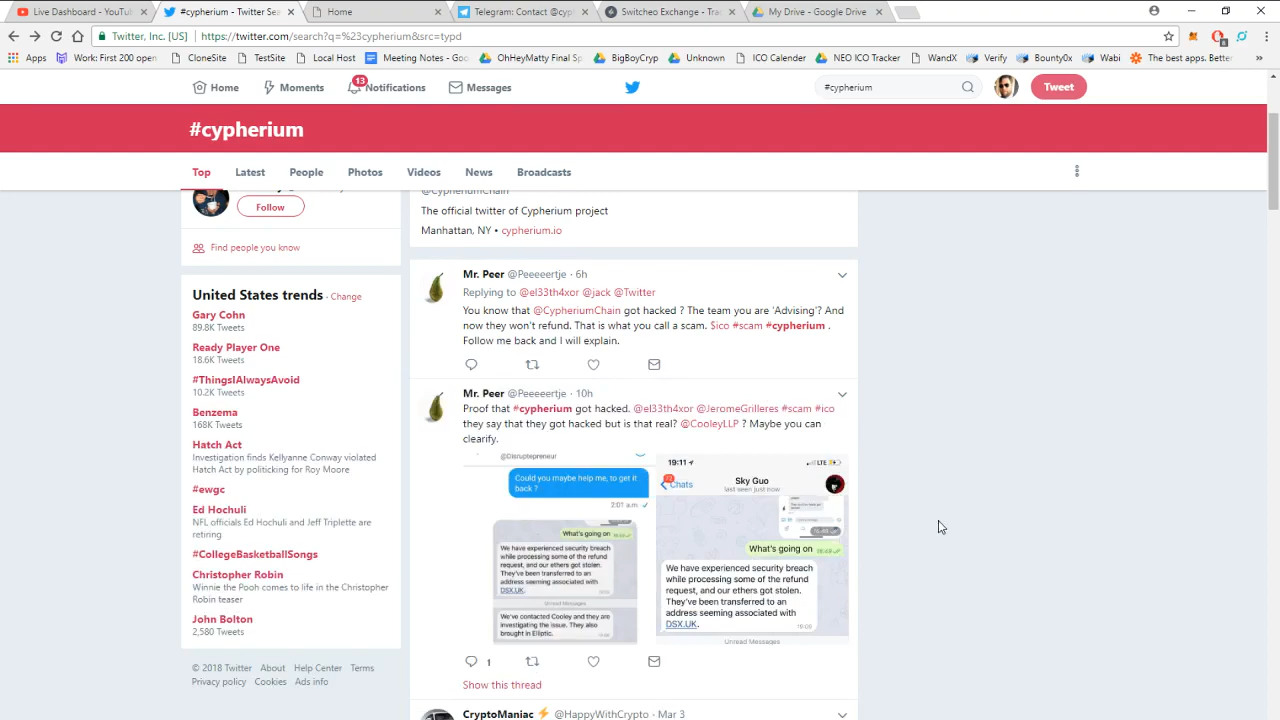 Live Dashboard - YouTu
#cypherium - Twitter Sea
Home
Telegram: Contact @cyp
Switcheo Exchange - Tra
My Drive - Google Drive
Twitter, Inc. [US]
https://twitter.com/search?q=%23cypherium&src=typd
Apps
Work: First 200 open
CloneSite
TestSite
Local Host
Meeting Notes - Goo
OhHeyMatty Final Sp
BigBoyCryp
Unknown
ICO Calender
NEO ICO Tracker
WandX
Verify
Bounty0x
Wabi
The best apps. Better
»
Home
Moments
13
Notifications
Messages
#cypherium
Tweet
#cypherium
Top
Latest
People
Photos
Videos
News
Broadcasts
Follow
Find people you know
United States trends · Change
Gary Cohn
89.8K Tweets
Ready Player One
18.6K Tweets
#ThingsIAlwaysAvoid
10.2K Tweets
Benzema
168K Tweets
Hatch Act
Investigation finds Kellyanne Conway violated
Hatch Act by politicking for Roy Moore
#ewgc
Ed Hochuli
NFL officials Ed Hochuli and Jeff Triplette are
retiring
#CollegeBasketballSongs
Christopher Robin
Winnie the Pooh comes to life in the Christopher
Robin teaser
John Bolton
2,580 Tweets
© 2018 Twitter About Help Center Terms
Privacy policy Cookies Ads info
@CypheriumChain
The official twitter of Cypherium project
Manhattan, NY • cypherium.io
Mr. Peer @Peeeeertje · 6h
Replying to @el33th4xor @jack @Twitter
You know that @CypheriumChain got hacked ? The team you are 'Advising'? And
now they won't refund. That is what you call a scam. $ico #scam #cypherium .
Follow me back and I will explain.
Mr. Peer @Peeeeertje · 10h
Proof that #cypherium got hacked. @el33th4xor @JeromeGrilleres #scam #ico
they say that they got hacked but is that real? @CooleyLLP ? Maybe you can
clearify.
@Disruptepreneur
Could you maybe help me, to get it
back ?
2:01 a.m.
What's going on
We have experienced security breach
while processing some of the refund
request, and our ethers got stolen.
They've been transferred to an
address seeming associated with
DSX.UK.
Unread Messages
We've contacted Cooley and they are
investigating the issue. They also
brought in Elliptic.
19:11
LTE
Chats
Sky Guo
last seen just now
What's going on
We have experienced security breach
while processing some of the refund
request, and our ethers got stolen.
They've been transferred to an
address seeming associated with
DSX.UK.
19:08
Unread Messages
1
Show this thread
CryptoManiac ⚡ @HappyWithCrypto · Mar 3